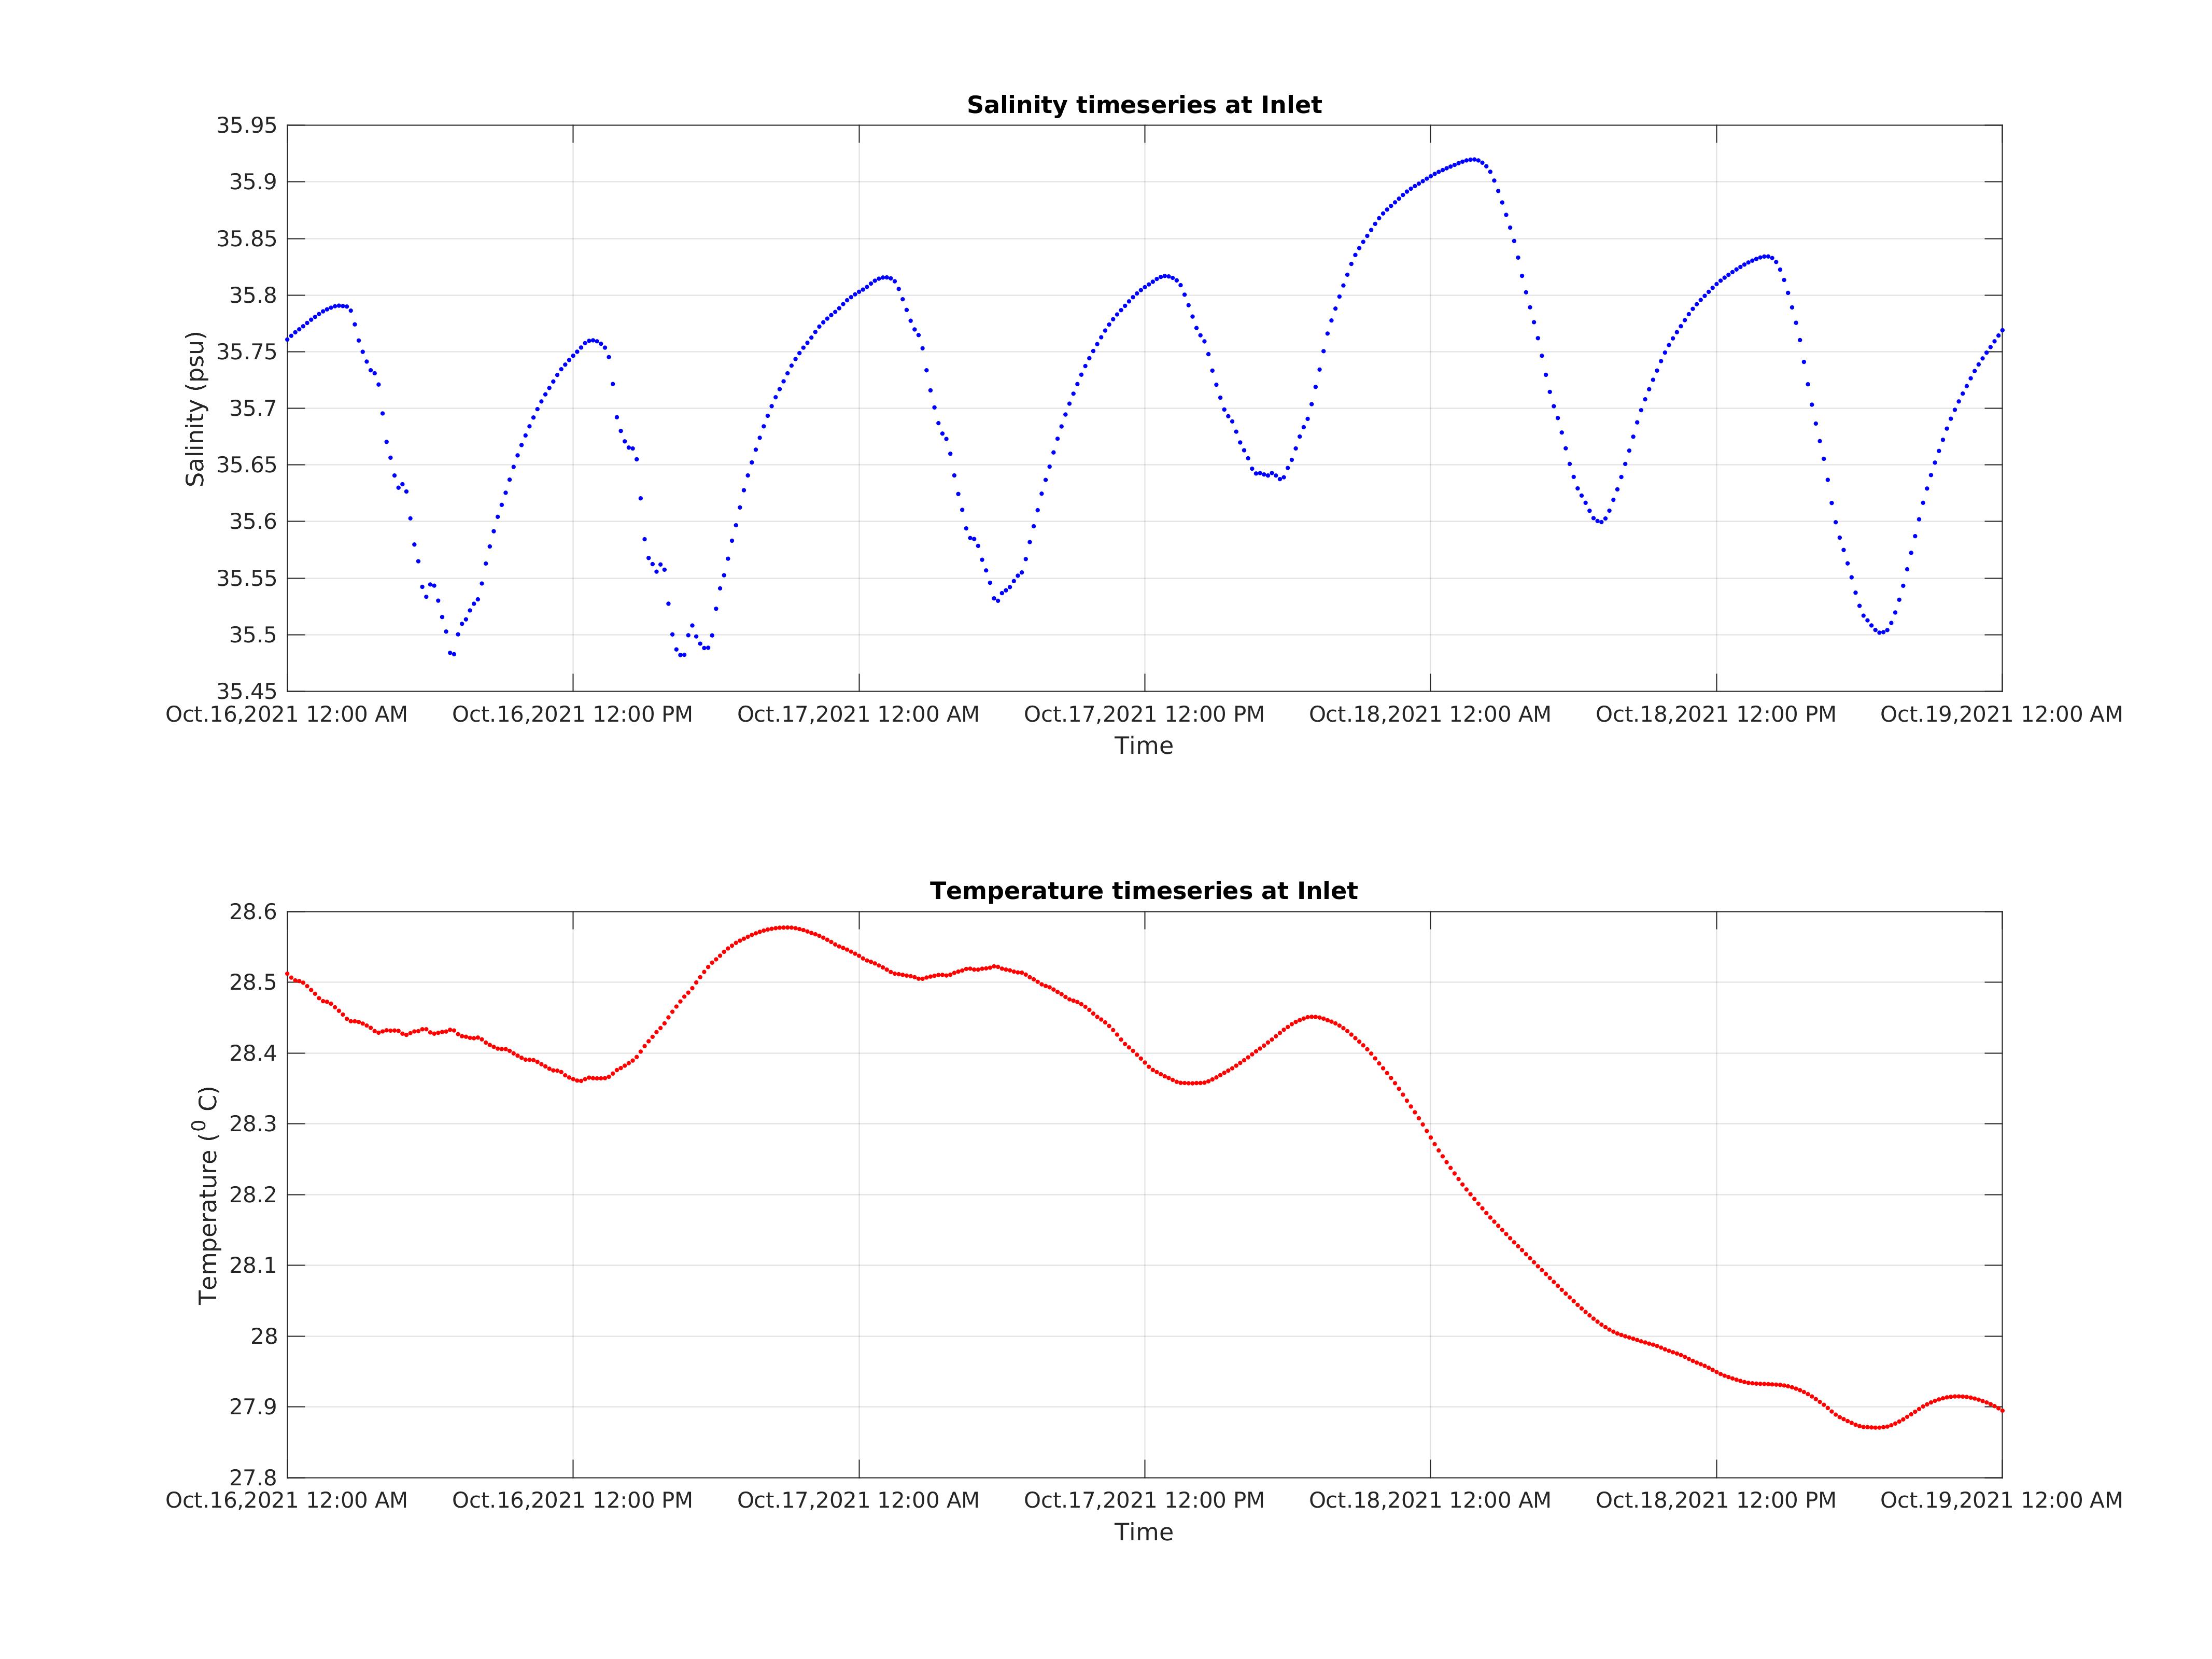 Salinity timeseries at Inlet
35.95
35.9
35.85
35.8
35.75
35.7
35.65
35.6
35.55
35.5
35.45
Salinity (psu)
Oct.16,2021 12:00 AM Oct.16,2021 12:00 PM Oct.17,2021 12:00 AM Oct.17,2021 12:00 PM Oct.18,2021 12:00 AM Oct.18,2021 12:00 PM Oct.19,2021 12:00 AM
Time
Temperature timeseries at Inlet
28.6
28.5
28.4
28.3
28.2
28.1
28
27.9
27.8
Temperature (⁰ C)
Oct.16,2021 12:00 AM Oct.16,2021 12:00 PM Oct.17,2021 12:00 AM Oct.17,2021 12:00 PM Oct.18,2021 12:00 AM Oct.18,2021 12:00 PM Oct.19,2021 12:00 AM
Time